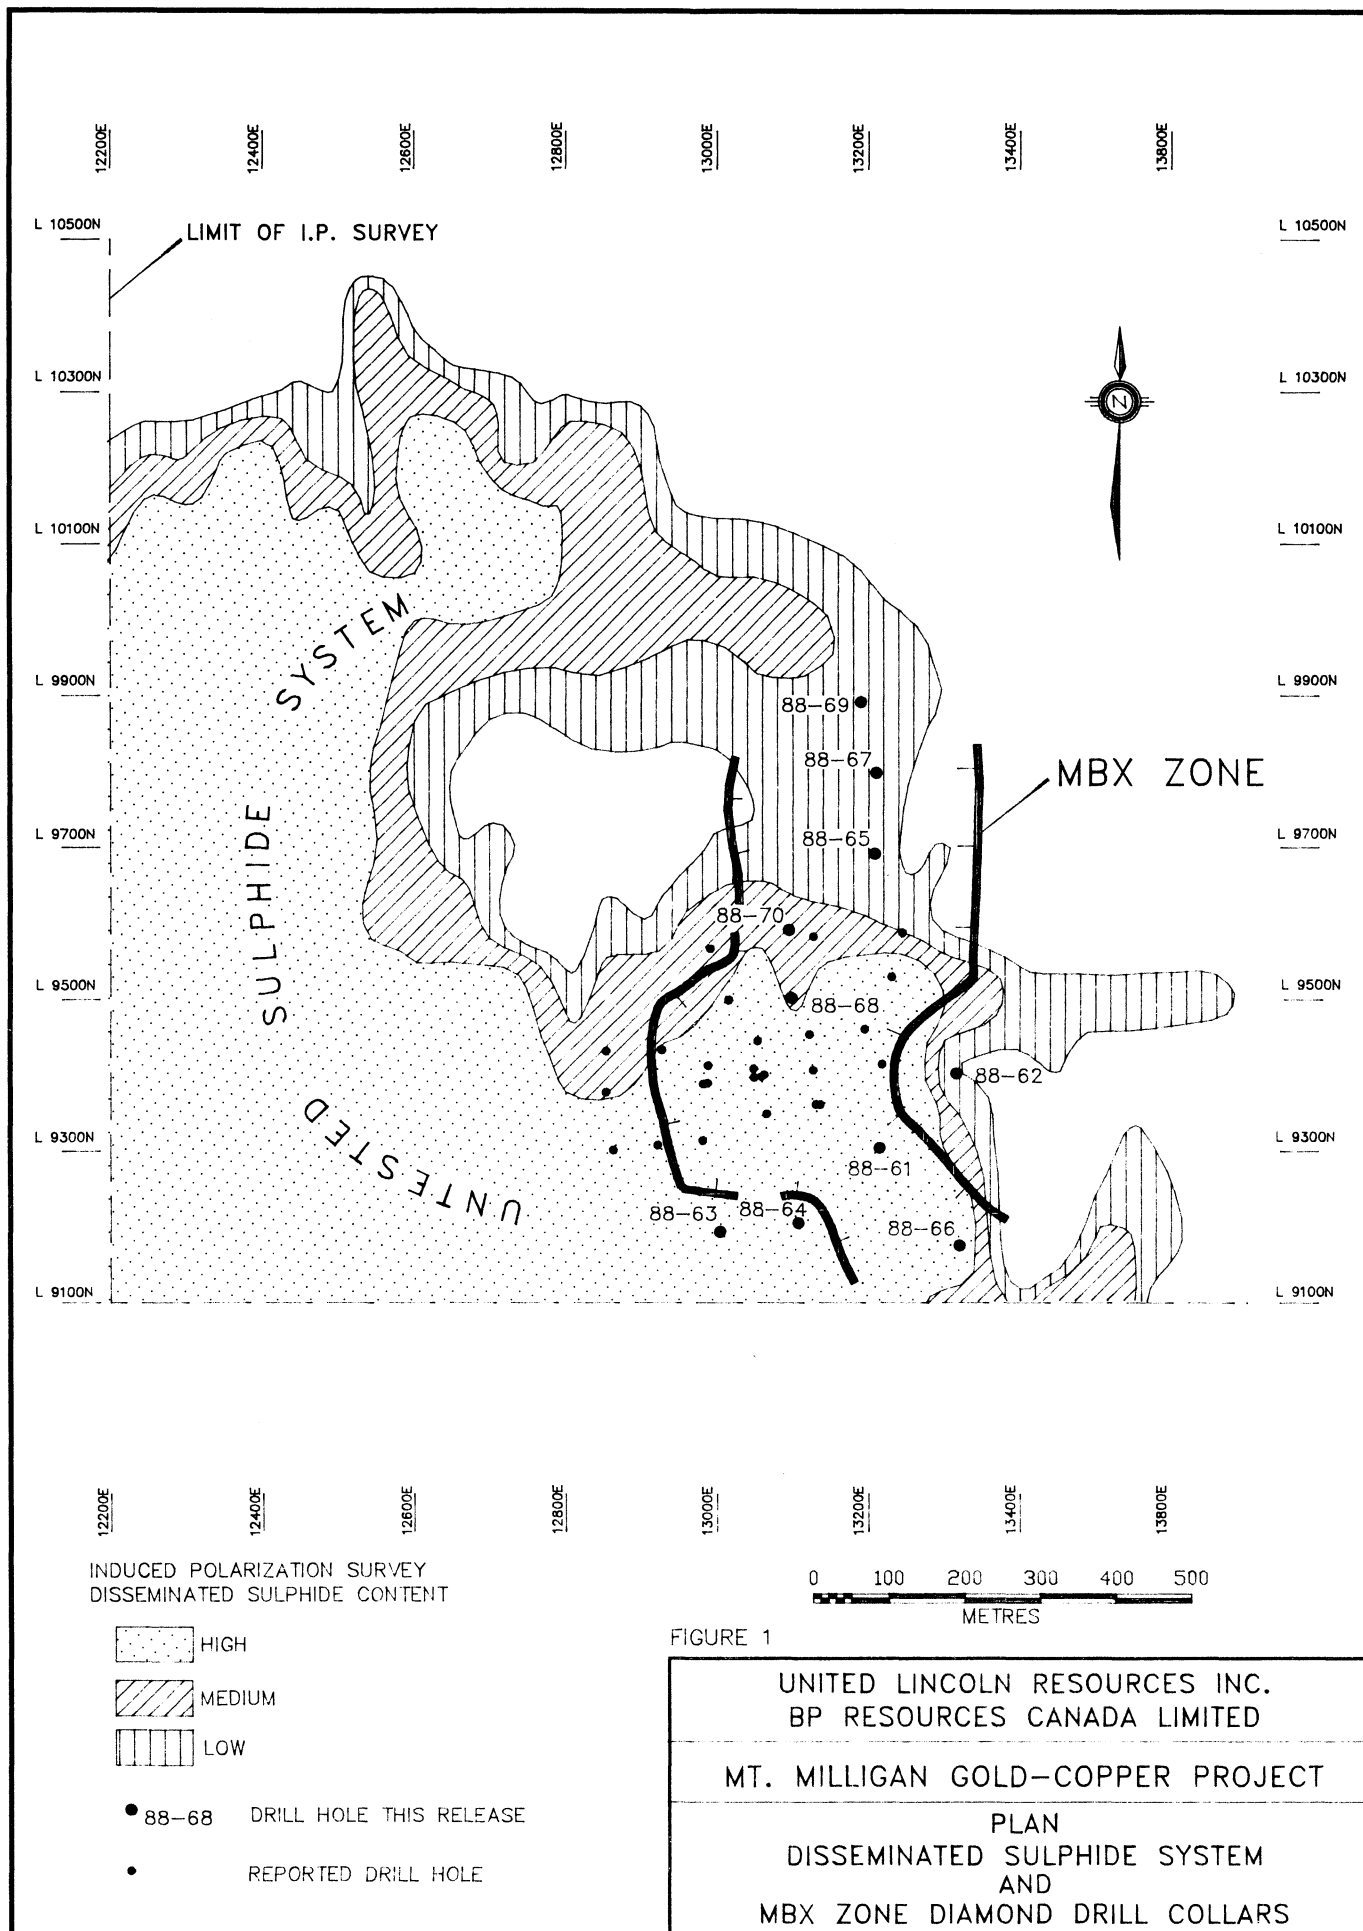 12200E
12400E
12600E
12800E
13000E
13200E
13400E
13800E
L 10500N
LIMIT OF I.P. SURVEY
L 10500N
L 10300N
L 10300N
N
L 10100N
L 10100N
SYSTEM
L 9900N
L 9900N
88-69
88-67
MBX ZONE
SULPHIDE
L 9700N
88-65
L 9700N
88-70
L 9500N
88-68
L 9500N
88-62
UNTESTED
L 9300N
L 9300N
88-61
88-63
88-64
88-66
L 9100N
L 9100N
12200E
12400E
12600E
12800E
13000E
13200E
13400E
13800E
INDUCED POLARIZATION SURVEY
DISSEMINATED SULPHIDE CONTENT
0 100 200 300 400 500
METRES
HIGH
MEDIUM
LOW
88-68 DRILL HOLE THIS RELEASE
REPORTED DRILL HOLE
FIGURE 1
UNITED LINCOLN RESOURCES INC.
BP RESOURCES CANADA LIMITED
MT. MILLIGAN GOLD-COPPER PROJECT
PLAN
DISSEMINATED SULPHIDE SYSTEM
AND
MBX ZONE DIAMOND DRILL COLLARS